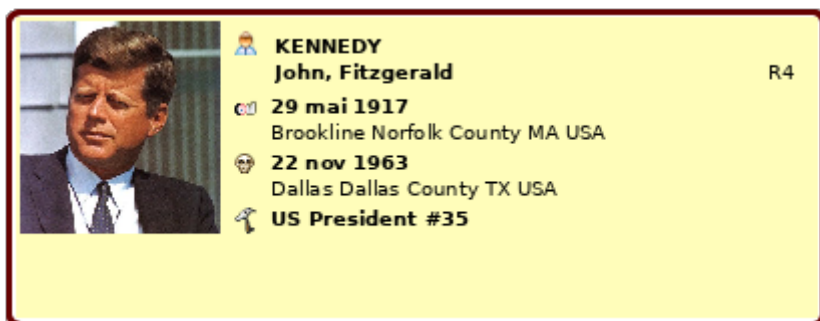 KENNEDY
John, Fitzgerald R4
29 mai 1917
Brookline Norfolk County MA USA
22 nov 1963
Dallas Dallas County TX USA
US President #35